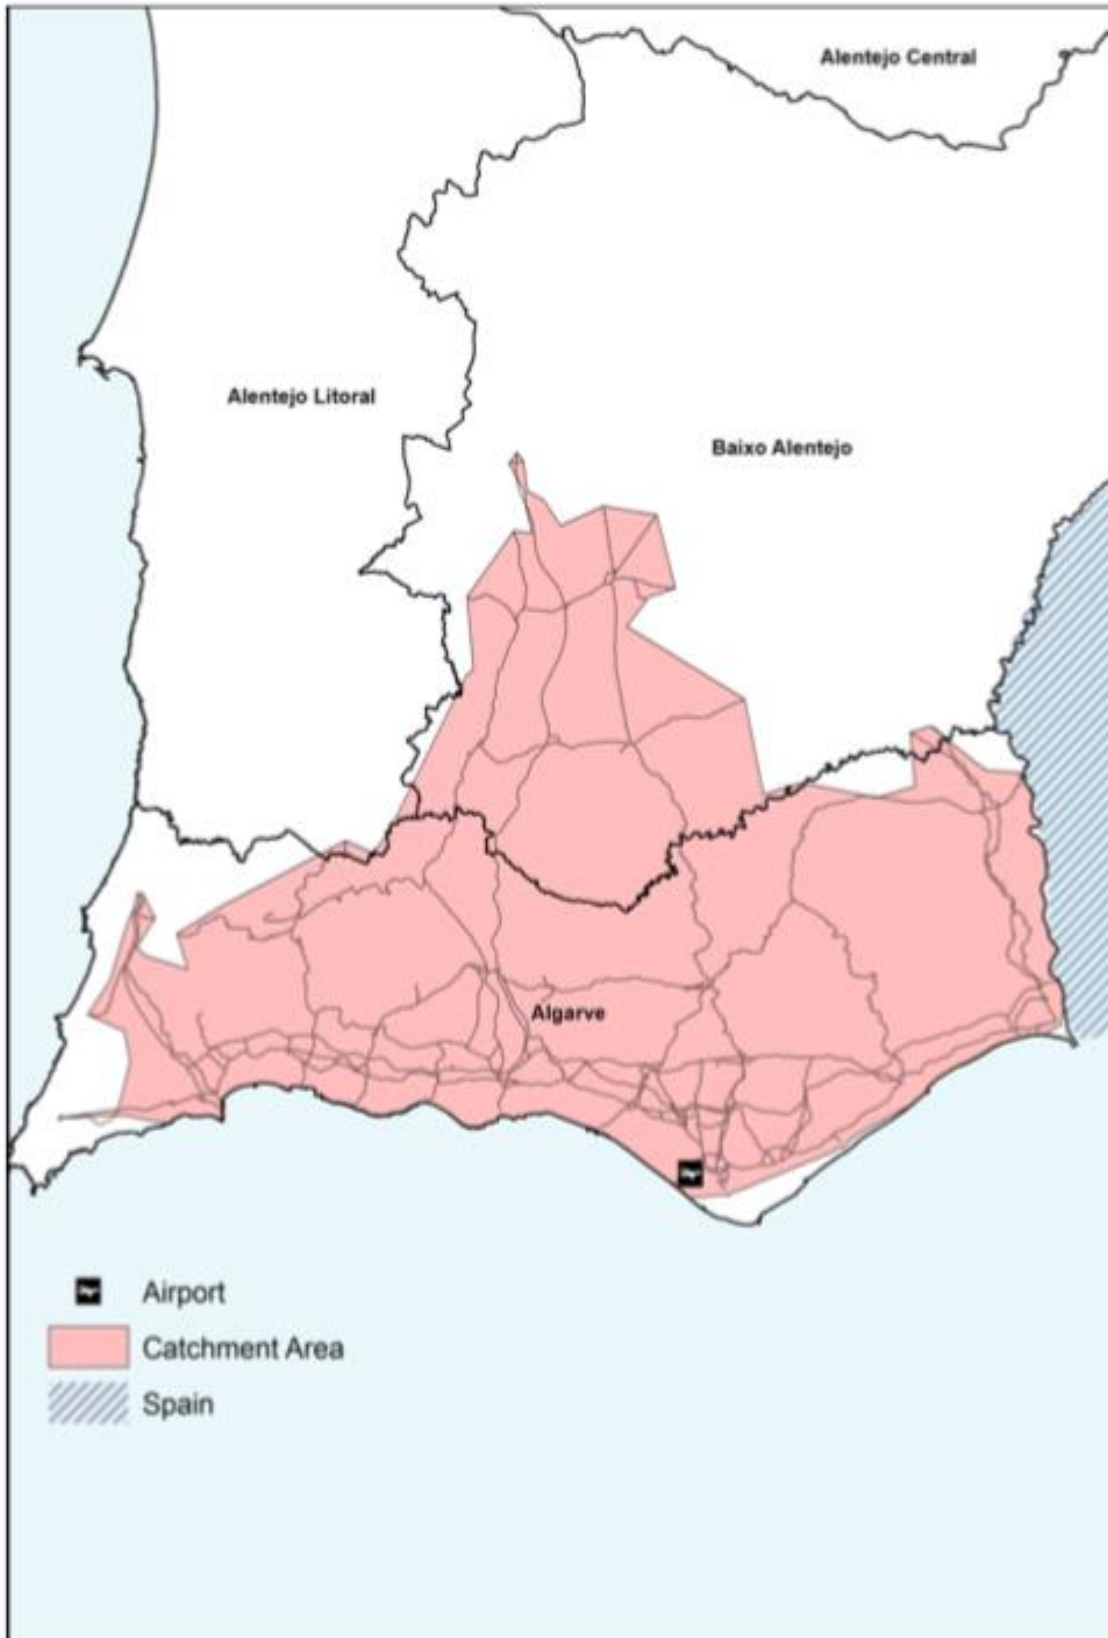 Alentejo Central
Alentejo Litoral
Baixo Alentejo
Algarve
Airport
Catchment Area
Spain